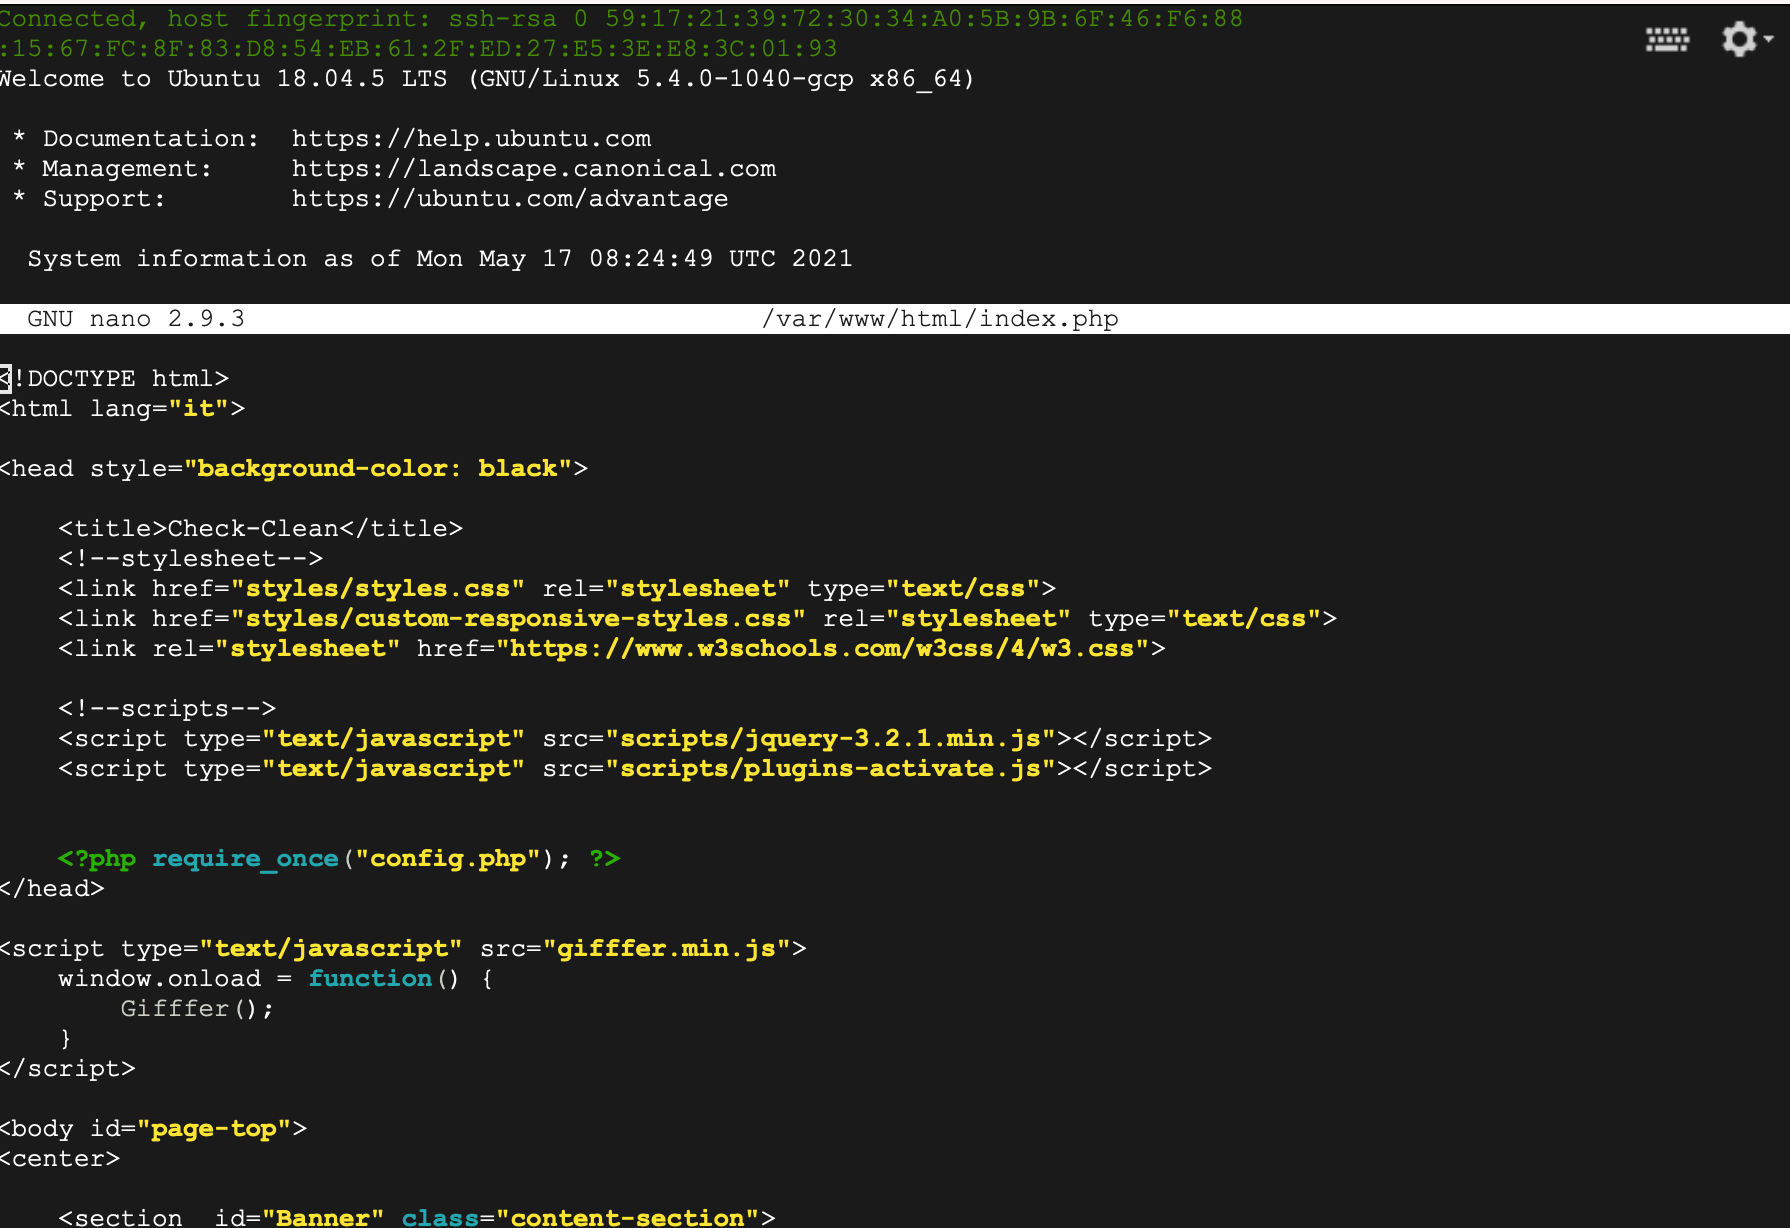 Connected, host fingerprint: ssh-rsa 0 59:17:21:39:72:30:34:A0:5B:9B:6F:46:F6:88
:15:67:FC:8F:83:D8:54:EB:61:2F:ED:27:E5:3E:E8:3C:01:93
Welcome to Ubuntu 18.04.5 LTS (GNU/Linux 5.4.0-1040-gcp x86_64)
 * Documentation:  https://help.ubuntu.com
 * Management:     https://landscape.canonical.com
 * Support:        https://ubuntu.com/advantage
  System information as of Mon May 17 08:24:49 UTC 2021
  GNU nano 2.9.3                                 /var/www/html/index.php
<!DOCTYPE html>
<html lang="it">
<head style="background-color: black">
    <title>Check-Clean</title>
    <!--stylesheet-->
    <link href="styles/styles.css" rel="stylesheet" type="text/css">
    <link href="styles/custom-responsive-styles.css" rel="stylesheet" type="text/css">
    <link rel="stylesheet" href="https://www.w3schools.com/w3css/4/w3.css">
    <!--scripts-->
    <script type="text/javascript" src="scripts/jquery-3.2.1.min.js"></script>
    <script type="text/javascript" src="scripts/plugins-activate.js"></script>
    <?php require_once("config.php"); ?>
</head>
<script type="text/javascript" src="gifffer.min.js">
    window.onload = function() {
        Gifffer();
    }
</script>
<body id="page-top">
<center>
    <section  id="Banner" class="content-section">